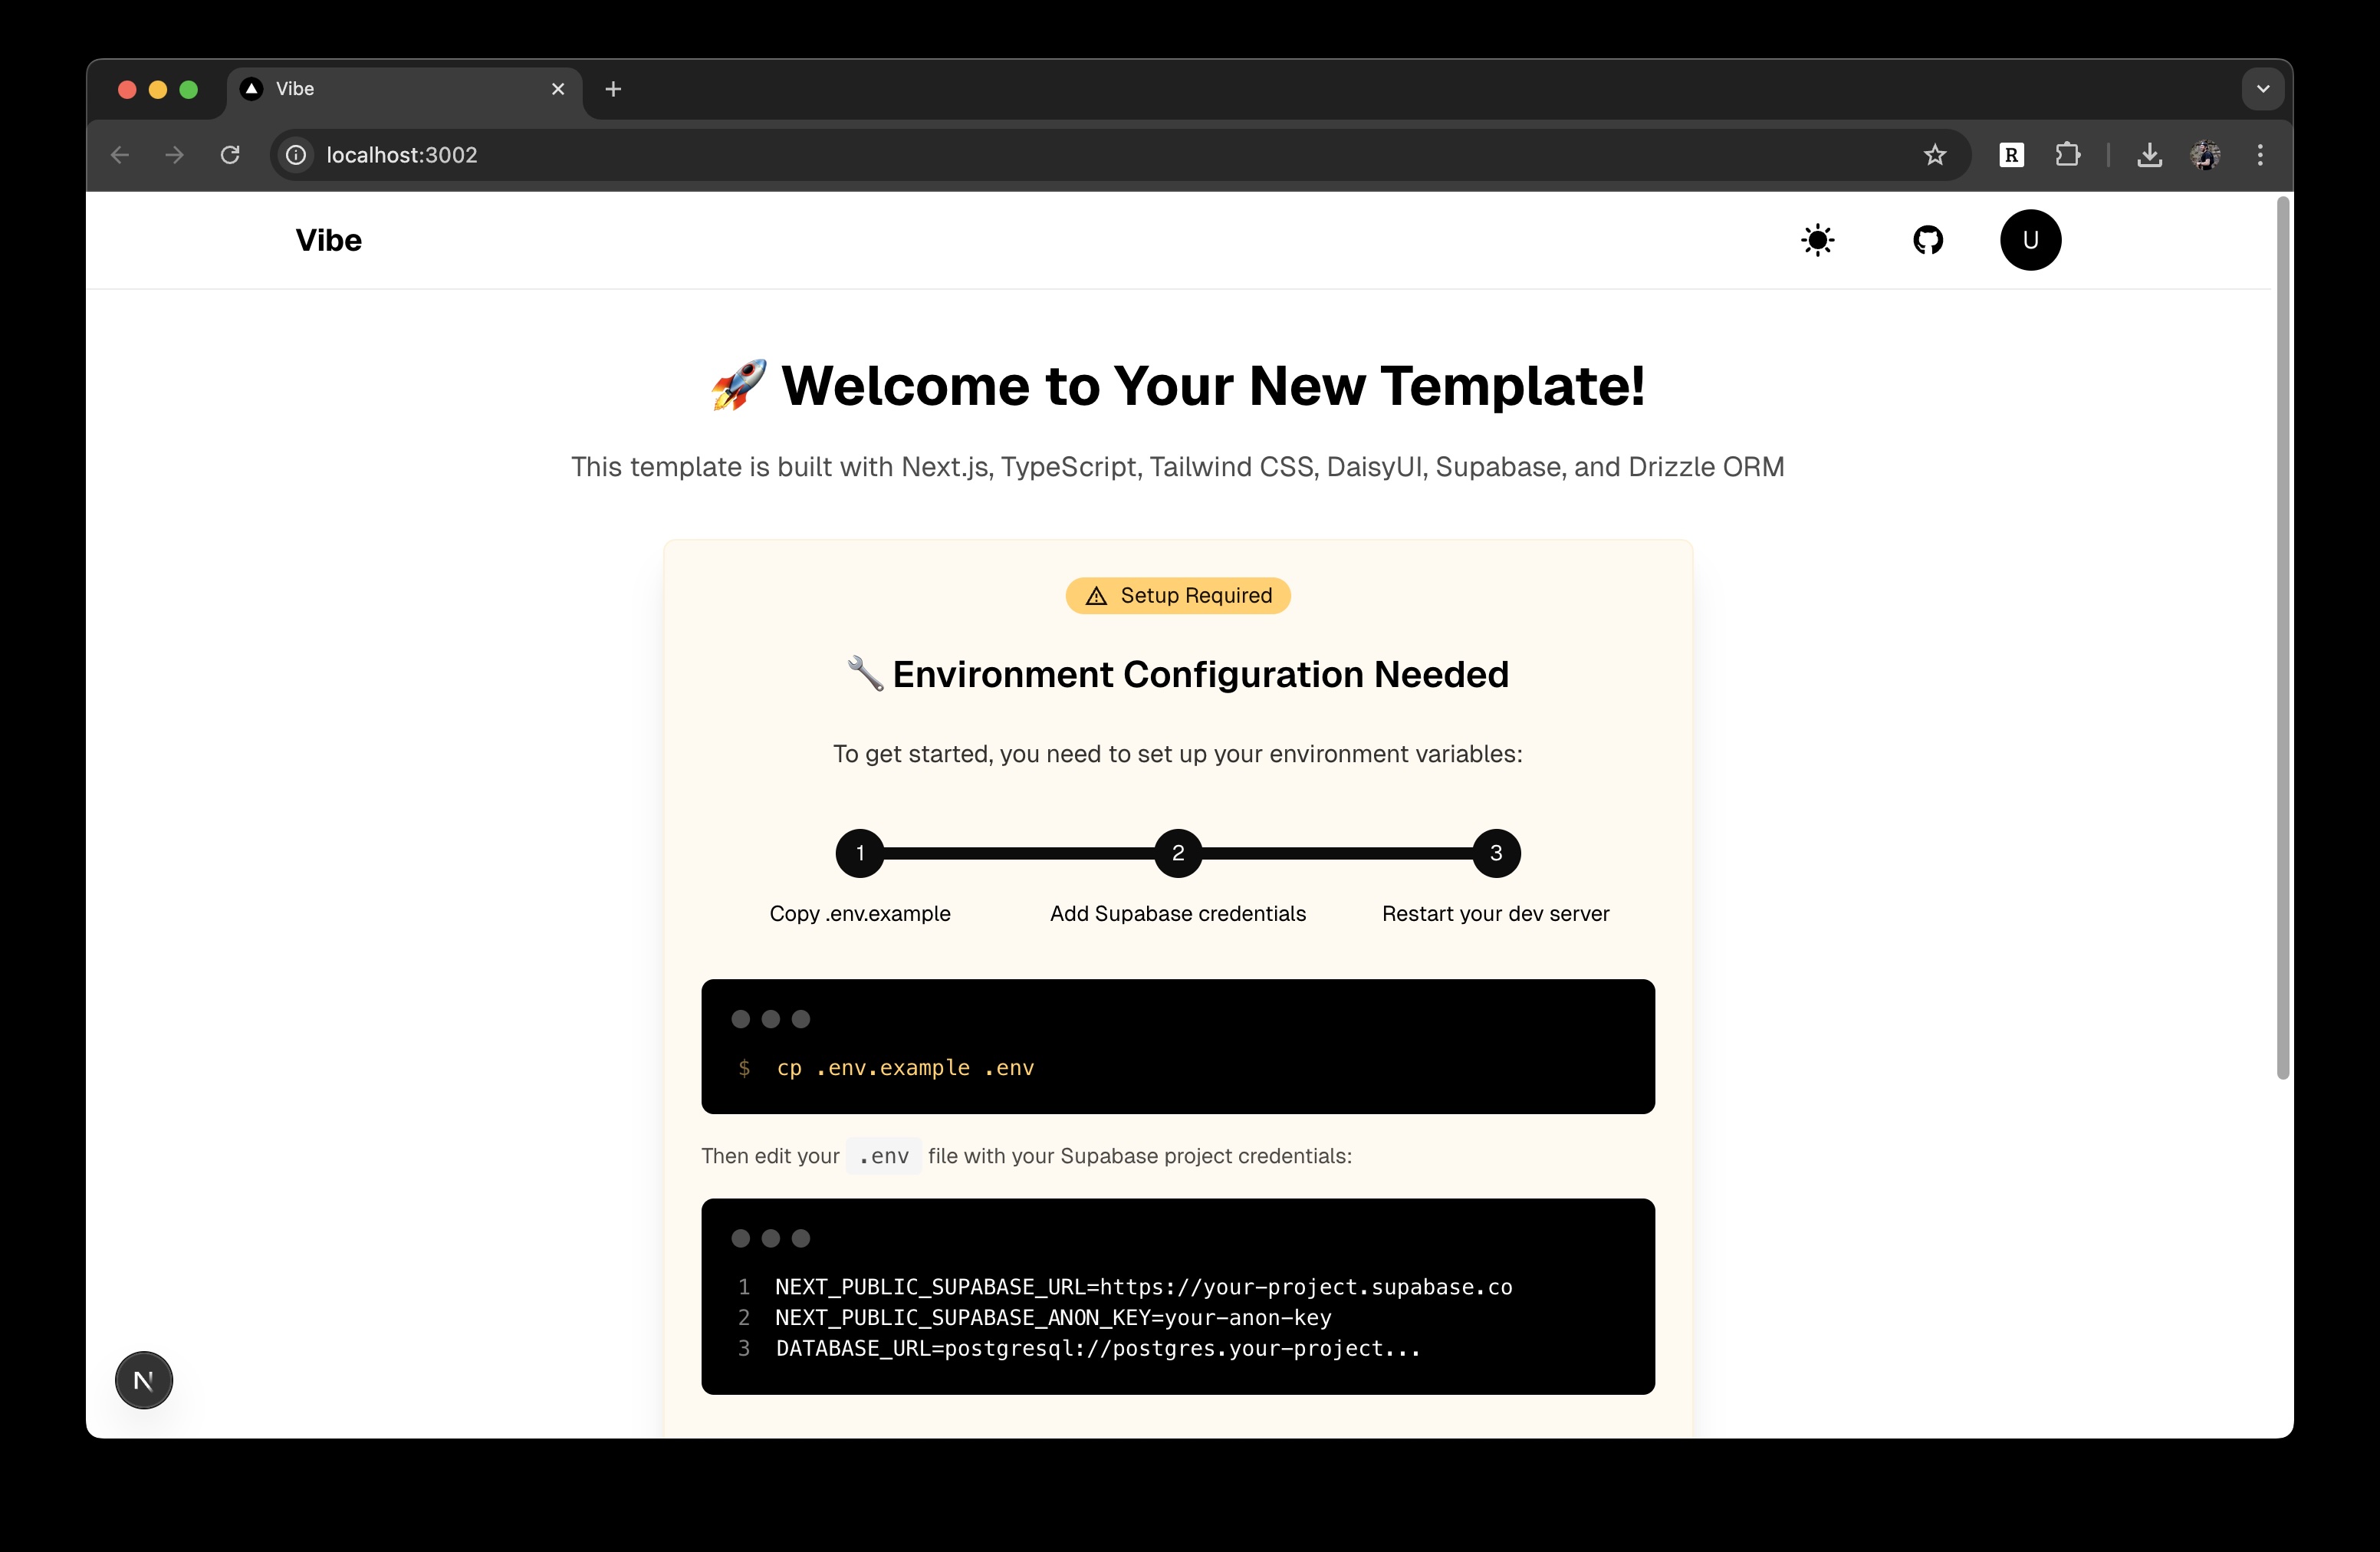 Vibe
localhost:3002
R
Vibe
U
🚀 Welcome to Your New Template!
This template is built with Next.js, TypeScript, Tailwind CSS, DaisyUI, Supabase, and Drizzle ORM
Setup Required
🔧 Environment Configuration Needed
To get started, you need to set up your environment variables:
1 2 3
Copy .env.example Add Supabase credentials Restart your dev server
$ cp .env.example .env
Then edit your .env file with your Supabase project credentials:
1 NEXT_PUBLIC_SUPABASE_URL=https://your-project.supabase.co
2 NEXT_PUBLIC_SUPABASE_ANON_KEY=your-anon-key
3 DATABASE_URL=postgresql://postgres.your-project...
N